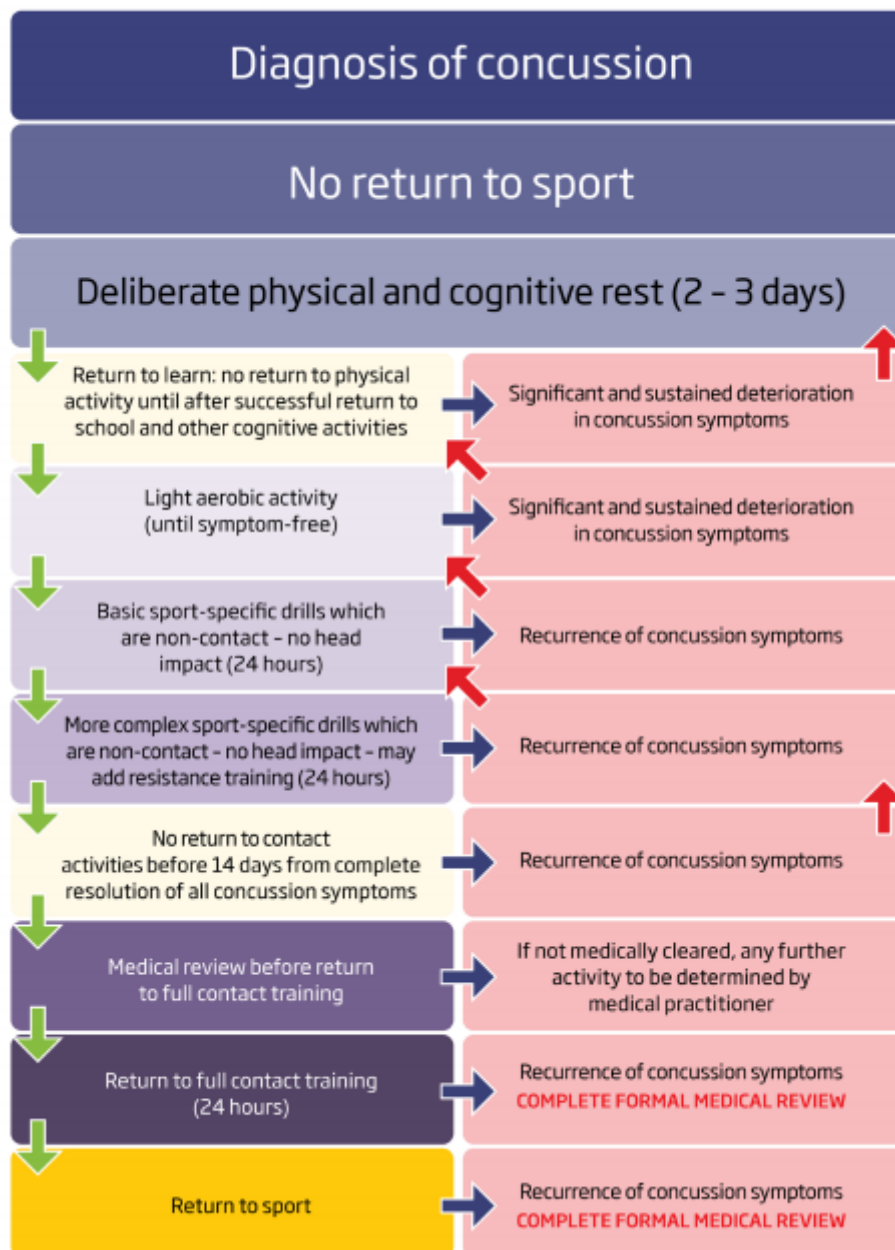 Diagnosis of concussion
No return to sport
Deliberate physical and cognitive rest (2 – 3 days)
Return to learn: no return to physical
activity until after successful return to
school and other cognitive activities
Significant and sustained deterioration
in concussion symptoms
Light aerobic activity
(until symptom-free)
Significant and sustained deterioration
in concussion symptoms
Basic sport-specific drills which
are non-contact – no head
impact (24 hours)
Recurrence of concussion symptoms
More complex sport-specific drills which
are non-contact – no head impact – may
add resistance training (24 hours)
Recurrence of concussion symptoms
No return to contact
activities before 14 days from complete
resolution of all concussion symptoms
Recurrence of concussion symptoms
Medical review before return
to full contact training
If not medically cleared, any further
activity to be determined by
medical practitioner
Return to full contact training
(24 hours)
Recurrence of concussion symptoms
COMPLETE FORMAL MEDICAL REVIEW
Return to sport
Recurrence of concussion symptoms
COMPLETE FORMAL MEDICAL REVIEW